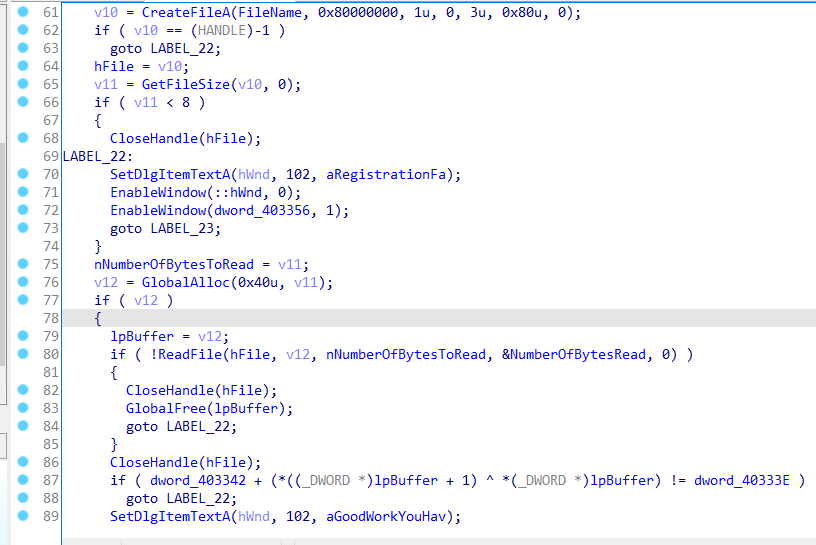 61 v10 = CreateFileA(FileName, 0x80000000, 1u, 0, 3u, 0x80u, 0);
62 if ( v10 == (HANDLE)-1 )
63 goto LABEL_22;
64 hFile = v10;
65 v11 = GetFileSize(v10, 0);
66 if ( v11 < 8 )
67 {
68 CloseHandle(hFile);
69 LABEL_22:
70 SetDlgItemTextA(hWnd, 102, aRegistrationFa);
71 EnableWindow(::hWnd, 0);
72 EnableWindow(dword_403356, 1);
73 goto LABEL_23;
74 }
75 nNumberOfBytesToRead = v11;
76 v12 = GlobalAlloc(0x40u, v11);
77 if ( v12 )
78 {
79 lpBuffer = v12;
80 if ( !ReadFile(hFile, v12, nNumberOfBytesToRead, &NumberOfBytesRead, 0) )
81 {
82 CloseHandle(hFile);
83 GlobalFree(lpBuffer);
84 goto LABEL_22;
85 }
86 CloseHandle(hFile);
87 if ( dword_403342 + (*((_DWORD *)lpBuffer + 1) ^ *(_DWORD *)lpBuffer) != dword_40333E )
88 goto LABEL_22;
89 SetDlgItemTextA(hWnd, 102, aGoodWorkYouHav);